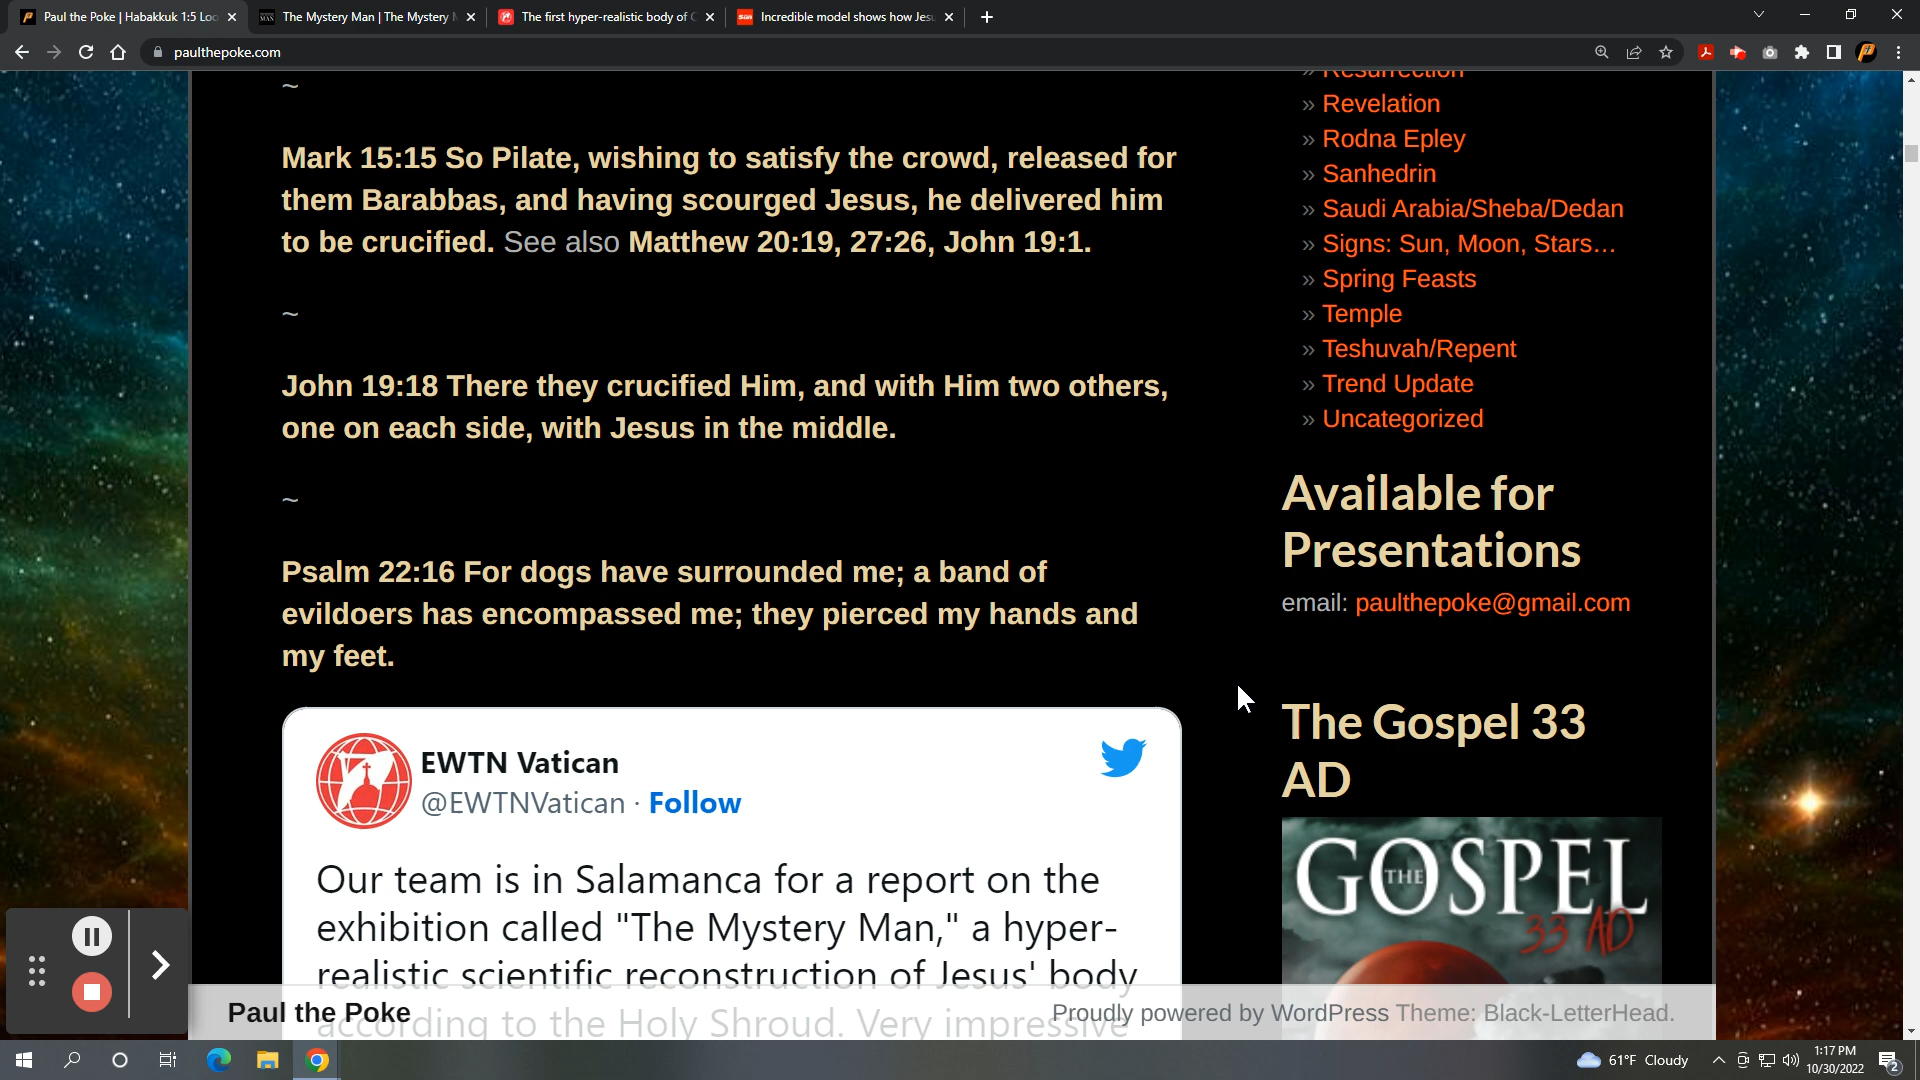 Paul the Poke | Habakkuk 1:5 Loo
The Mystery Man | The Mystery
The first hyper-realistic body of
Incredible model shows how Jesu
paulthepoke.com
~
Mark 15:15 So Pilate, wishing to satisfy the crowd, released for
them Barabbas, and having scourged Jesus, he delivered him
to be crucified. See also Matthew 20:19, 27:26, John 19:1.
~
John 19:18 There they crucified Him, and with Him two others,
one on each side, with Jesus in the middle.
~
Psalm 22:16 For dogs have surrounded me; a band of
evildoers has encompassed me; they pierced my hands and
my feet.
EWTN Vatican
@EWTNVatican · Follow
Our team is in Salamanca for a report on the
exhibition called "The Mystery Man," a hyper-
realistic scientific reconstruction of Jesus' body
according to the Holy Shroud. Very impressive
» Resurrection
» Revelation
» Rodna Epley
» Sanhedrin
» Saudi Arabia/Sheba/Dedan
» Signs: Sun, Moon, Stars…
» Spring Feasts
» Temple
» Teshuvah/Repent
» Trend Update
» Uncategorized
Available for
Presentations
email: paulthepoke@gmail.com
The Gospel 33
AD
THE GOSPEL
33 AD
Paul the Poke
Proudly powered by WordPress Theme: Black-LetterHead.
61°F Cloudy
1:17 PM
10/30/2022
2